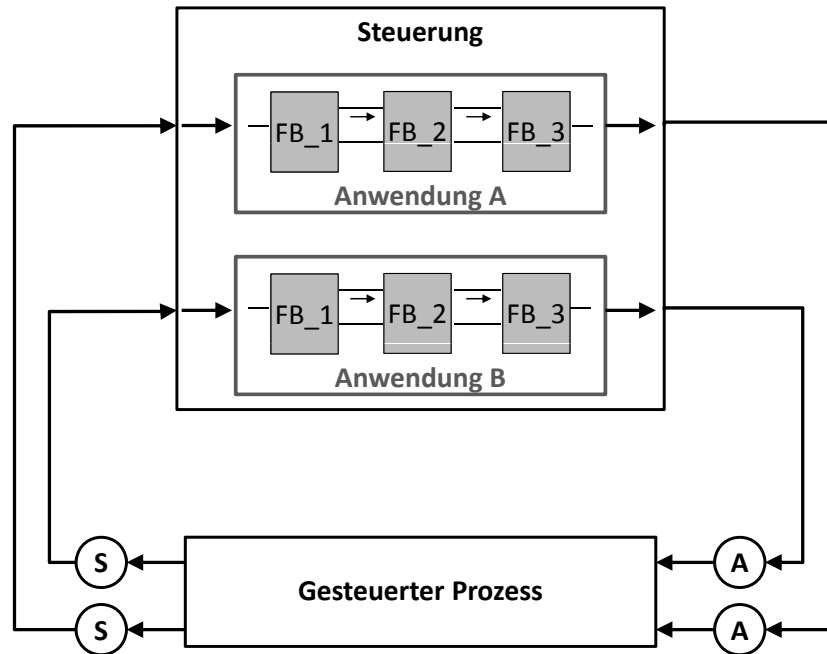 Steuerung
FB_1 FB_2 FB_3
Anwendung A
FB_1 FB_2 FB_3
Anwendung B
S
Gesteuerter Prozess
A
S
A